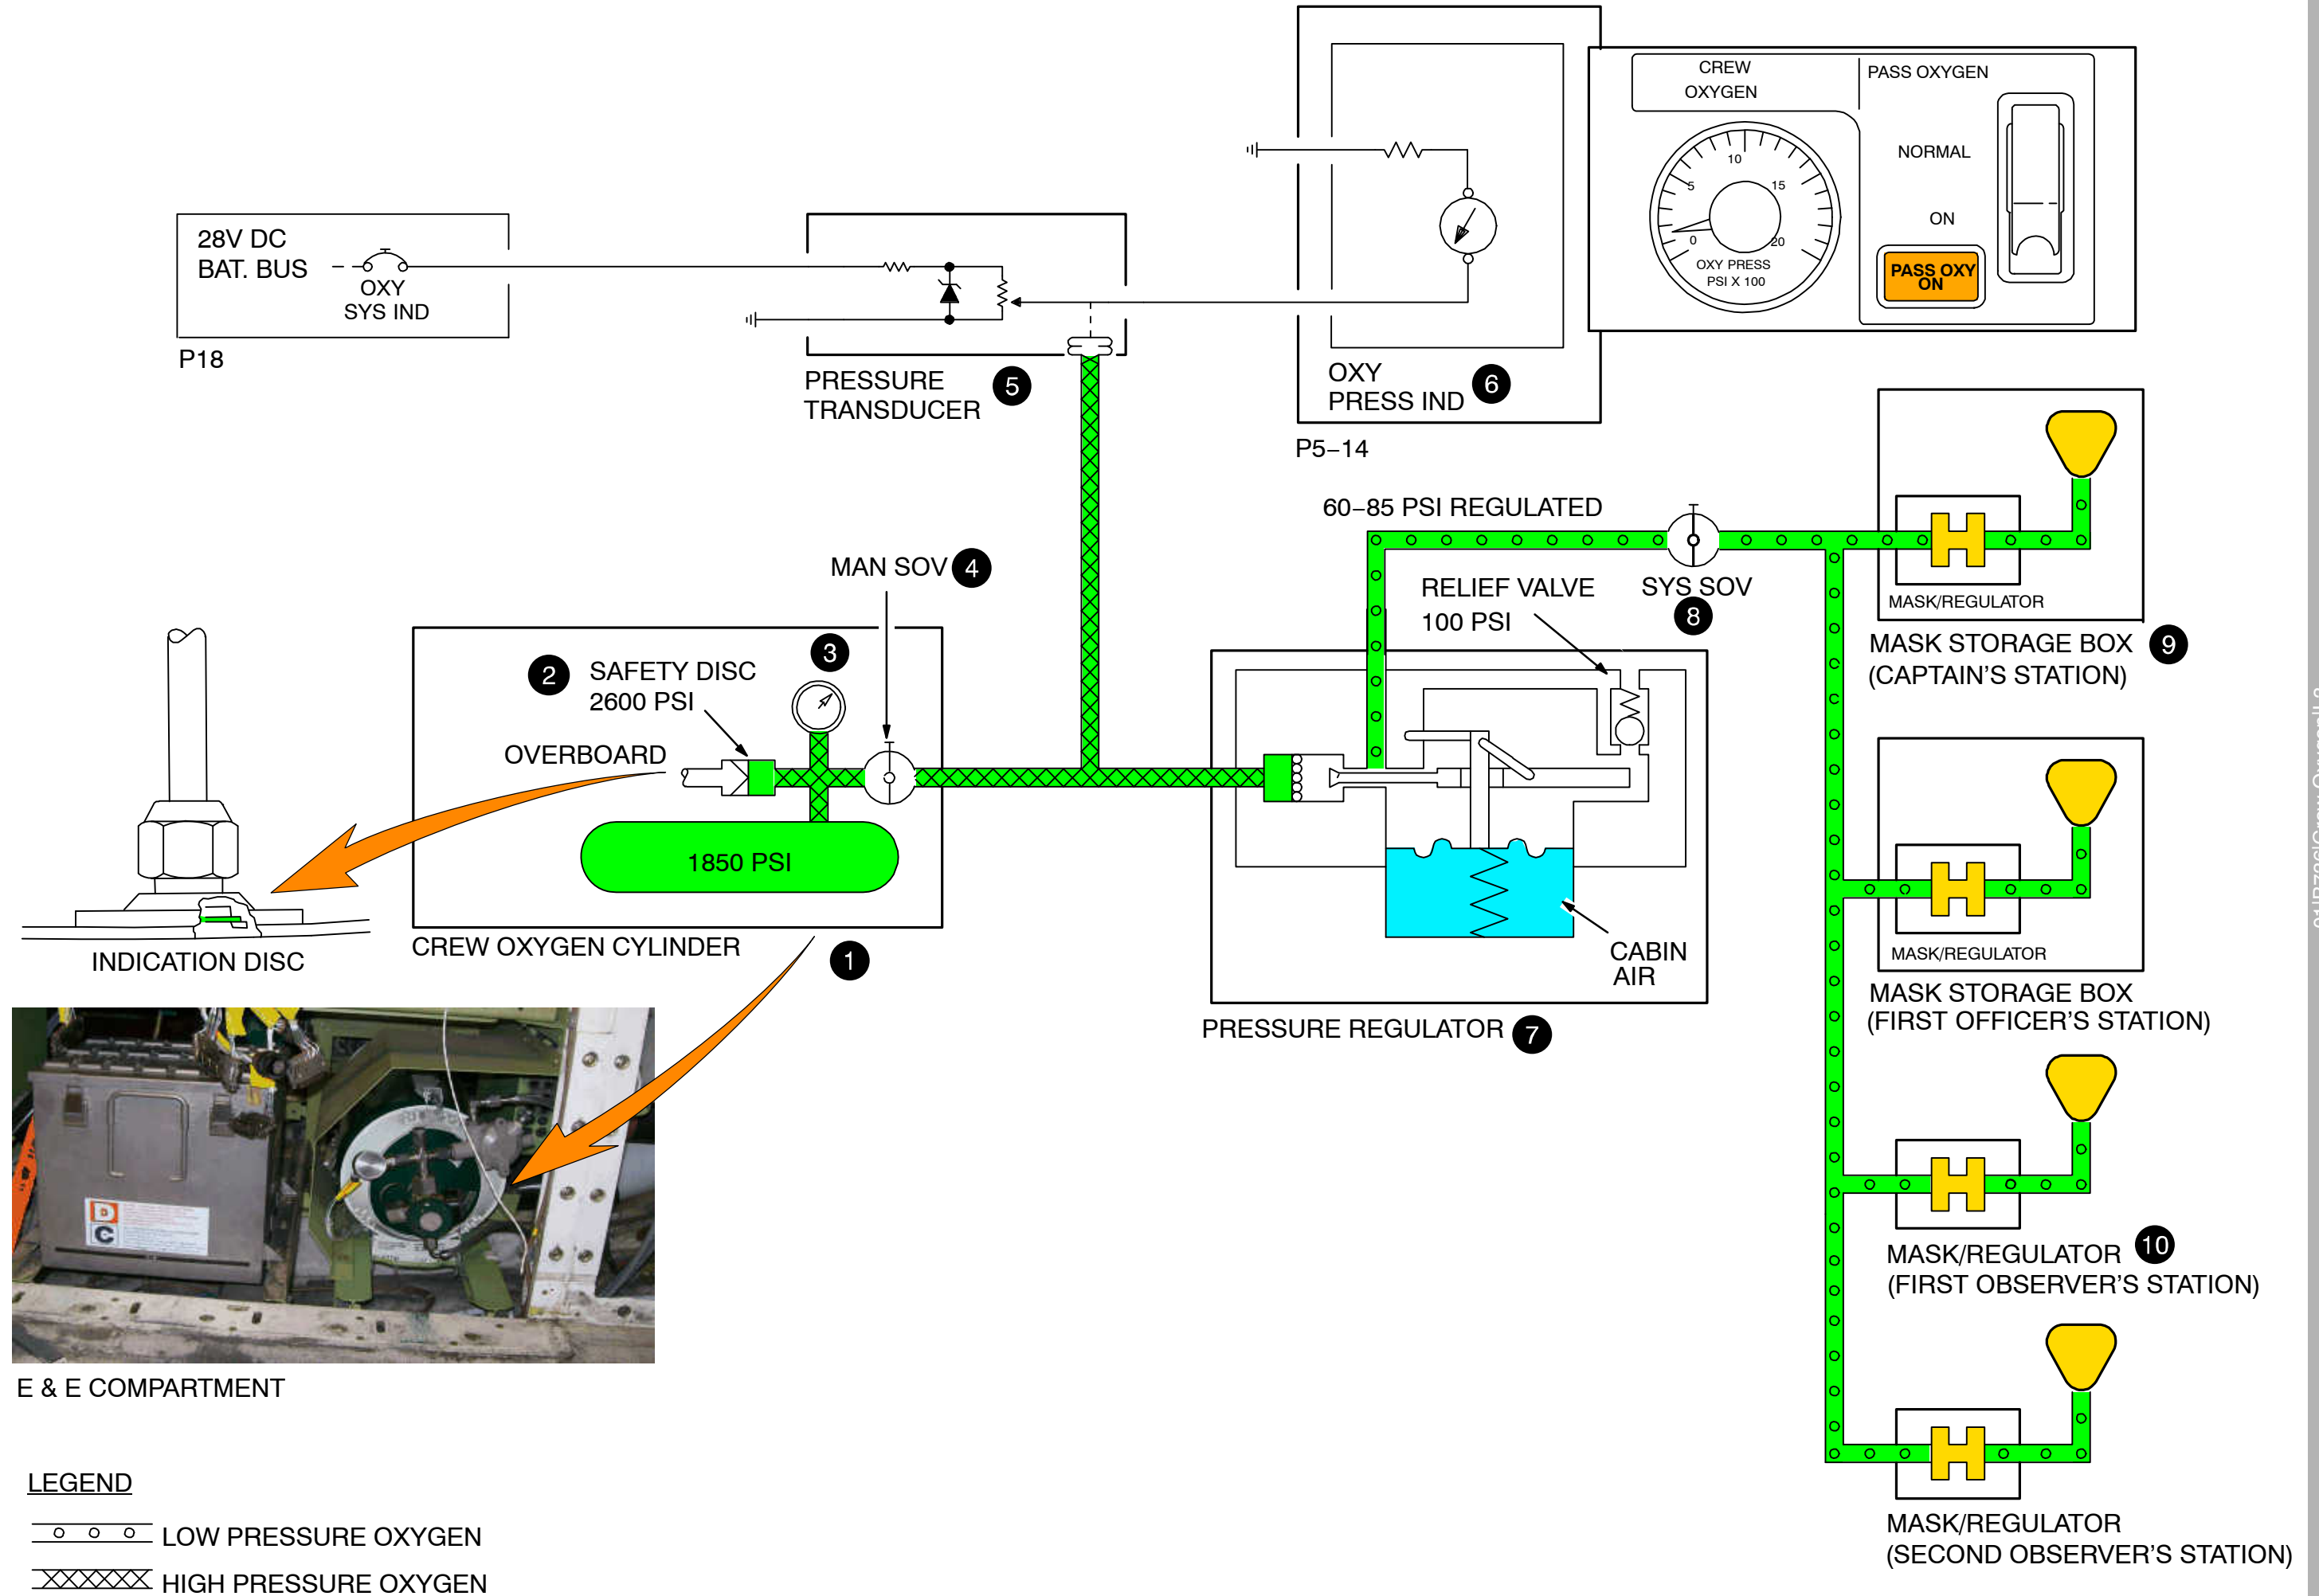 CREW
OXYGEN
PASS OXYGEN
NORMAL
ON
PASS OXY
ON
0
5
10
15
20
OXY PRESS
PSI X 100
28V DC
BAT. BUS
OXY
SYS IND
P18
PRESSURE
TRANSDUCER
5
OXY
PRESS IND
6
P5–14
60–85 PSI REGULATED
MAN SOV
4
RELIEF VALVE
100 PSI
SYS SOV
8
MASK/REGULATOR
MASK STORAGE BOX
9
(CAPTAIN'S STATION)
2
SAFETY DISC
2600 PSI
3
OVERBOARD
1850 PSI
CREW OXYGEN CYLINDER
1
INDICATION DISC
CABIN
AIR
PRESSURE REGULATOR
7
MASK/REGULATOR
MASK STORAGE BOX
(FIRST OFFICER'S STATION)
D
C
E & E COMPARTMENT
MASK/REGULATOR
10
(FIRST OBSERVER'S STATION)
MASK/REGULATOR
(SECOND OBSERVER'S STATION)
LEGEND
LOW PRESSURE OXYGEN
HIGH PRESSURE OXYGEN